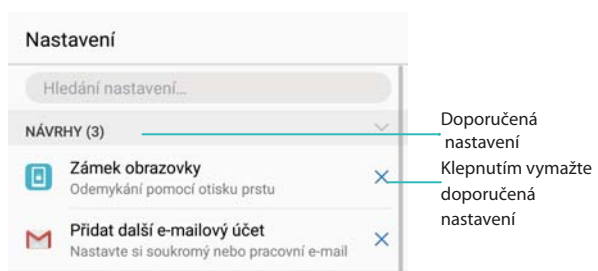 Nastavení
Hledání nastavení...
NÁVRHY (3)
Zámek obrazovky
Odemykání pomocí otisku prstu
Přidat další e-mailový účet
Nastavte si soukromý nebo pracovní e-mail
Doporučená
nastavení
Klepnutím vymažte
doporučená
nastavení